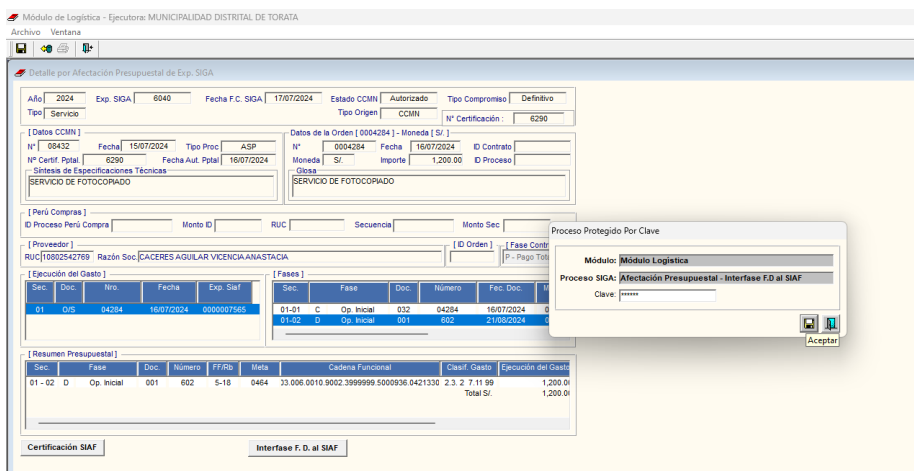 Módulo de Logística - Ejecutora: MUNICIPALIDAD DISTRITAL DE TORATA
Archivo Ventana
Detalle por Afectación Presupuestal de Exp. SIGA
Año 2024 Exp. SIGA 6040 Fecha F.C. SIGA 17/07/2024 Estado CCMN Autorizado Tipo Compromiso Definitivo
Tipo Servicio Tipo Origen CCMN N° Certificación : 6290
[ Datos CCMN ] Datos de la Orden [ 0004284 ] - Moneda [ S/. ]
N° 08432 Fecha 15/07/2024 Tipo Proc ASP N° 0004284 Fecha 16/07/2024 ID Contrato
Nº Certif. Pptal. 6290 Fecha Aut. Pptal 16/07/2024 Moneda S/. Importe 1,200.00 ID Proceso
Síntesis de Especificaciones Técnicas Glosa
SERVICIO DE FOTOCOPIADO SERVICIO DE FOTOCOPIADO
[ Perú Compras ]
ID Proceso Perú Compra Monto ID RUC Secuencia Monto Sec
[ Proveedor ] [ ID Orden ] [ Fase Contr
RUC 10802542769 Razón Soc. CACERES AGUILAR VICENCIA ANASTACIA P - Pago Tot
[ Ejecución del Gasto ] [ Fases ]
Sec. Doc. Nro. Fecha Exp. Siaf Sec. Fase Doc. Número Fec. Doc. M
01 O/S 04284 16/07/2024 0000007565 01-01 C Op. Inicial 032 04284 16/07/2024 0
01-02 D Op. Inicial 001 602 21/08/2024 0
[ Resumen Presupuestal ]
Sec. Fase Doc. Número FF/Rb Meta Cadena Funcional Clasif. Gasto Ejecución del Gasto
01 - 02 D Op. Inicial 001 602 5-18 0464 03.006.0010.9002.3999999.5000936.0421330 2.3. 2 7.11 99 1,200.00
Total S/. 1,200.00
Certificación SIAF Interfase F. D. al SIAF
Proceso Protegido Por Clave
Módulo: Módulo Logística
Proceso SIGA: Afectación Presupuestal - Interfase F.D al SIAF
Clave: ******
Aceptar